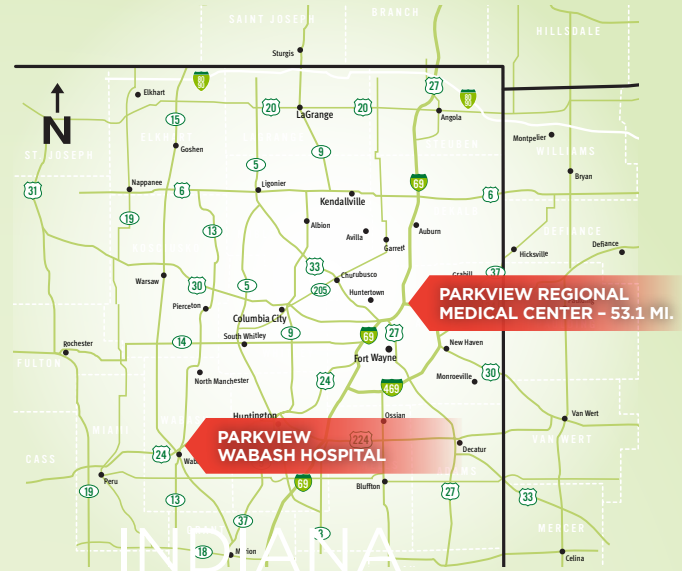 SAINT JOSEPH
BRANCH
HILLSDALE
Sturgis
80
90
27
80
90
Elkhart
20
LaGrange
20
Angola
N
15
ELKHART
Montpelier
WILLIAMS
Goshen
9
ST. JOSEPH
5
Bryan
31
Nappanee
6
Ligonier
69
6
Kendallville
19
13
Albion
Avilla
Auburn
Garrett
DEFIANCE
Defiance
Hicksville
33
Churubusco
37
Warsaw
30
5
205
Huntertown
PARKVIEW REGIONAL
MEDICAL CENTER – 53.1 MI.
Pierceton
Columbia City
9
69
27
14
South Whitley
New Haven
Rochester
Fort Wayne
FULTON
24
469
Monroeville
30
North Manchester
Huntington
Ossian
Van Wert
MIAMI
PARKVIEW
WABASH HOSPITAL
224
VAN WERT
CASS
24
Decatur
Peru
69
Bluffton
19
13
27
33
37
MERCER
INDIANA
18
Marion
Celina